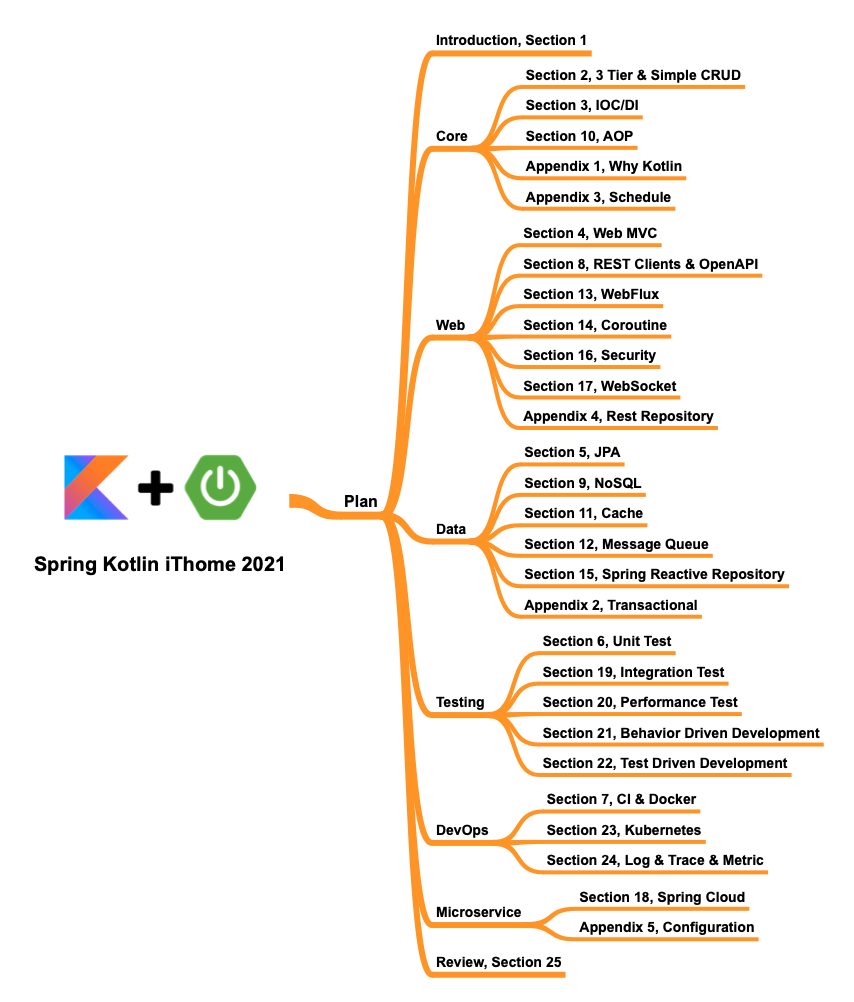 Spring Kotlin iThome 2021
Plan
Introduction, Section 1
Core
Section 2, 3 Tier & Simple CRUD
Section 3, IOC/DI
Section 10, AOP
Appendix 1, Why Kotlin
Appendix 3, Schedule
Web
Section 4, Web MVC
Section 8, REST Clients & OpenAPI
Section 13, WebFlux
Section 14, Coroutine
Section 16, Security
Section 17, WebSocket
Appendix 4, Rest Repository
Data
Section 5, JPA
Section 9, NoSQL
Section 11, Cache
Section 12, Message Queue
Section 15, Spring Reactive Repository
Appendix 2, Transactional
Testing
Section 6, Unit Test
Section 19, Integration Test
Section 20, Performance Test
Section 21, Behavior Driven Development
Section 22, Test Driven Development
DevOps
Section 7, CI & Docker
Section 23, Kubernetes
Section 24, Log & Trace & Metric
Microservice
Section 18, Spring Cloud
Appendix 5, Configuration
Review, Section 25